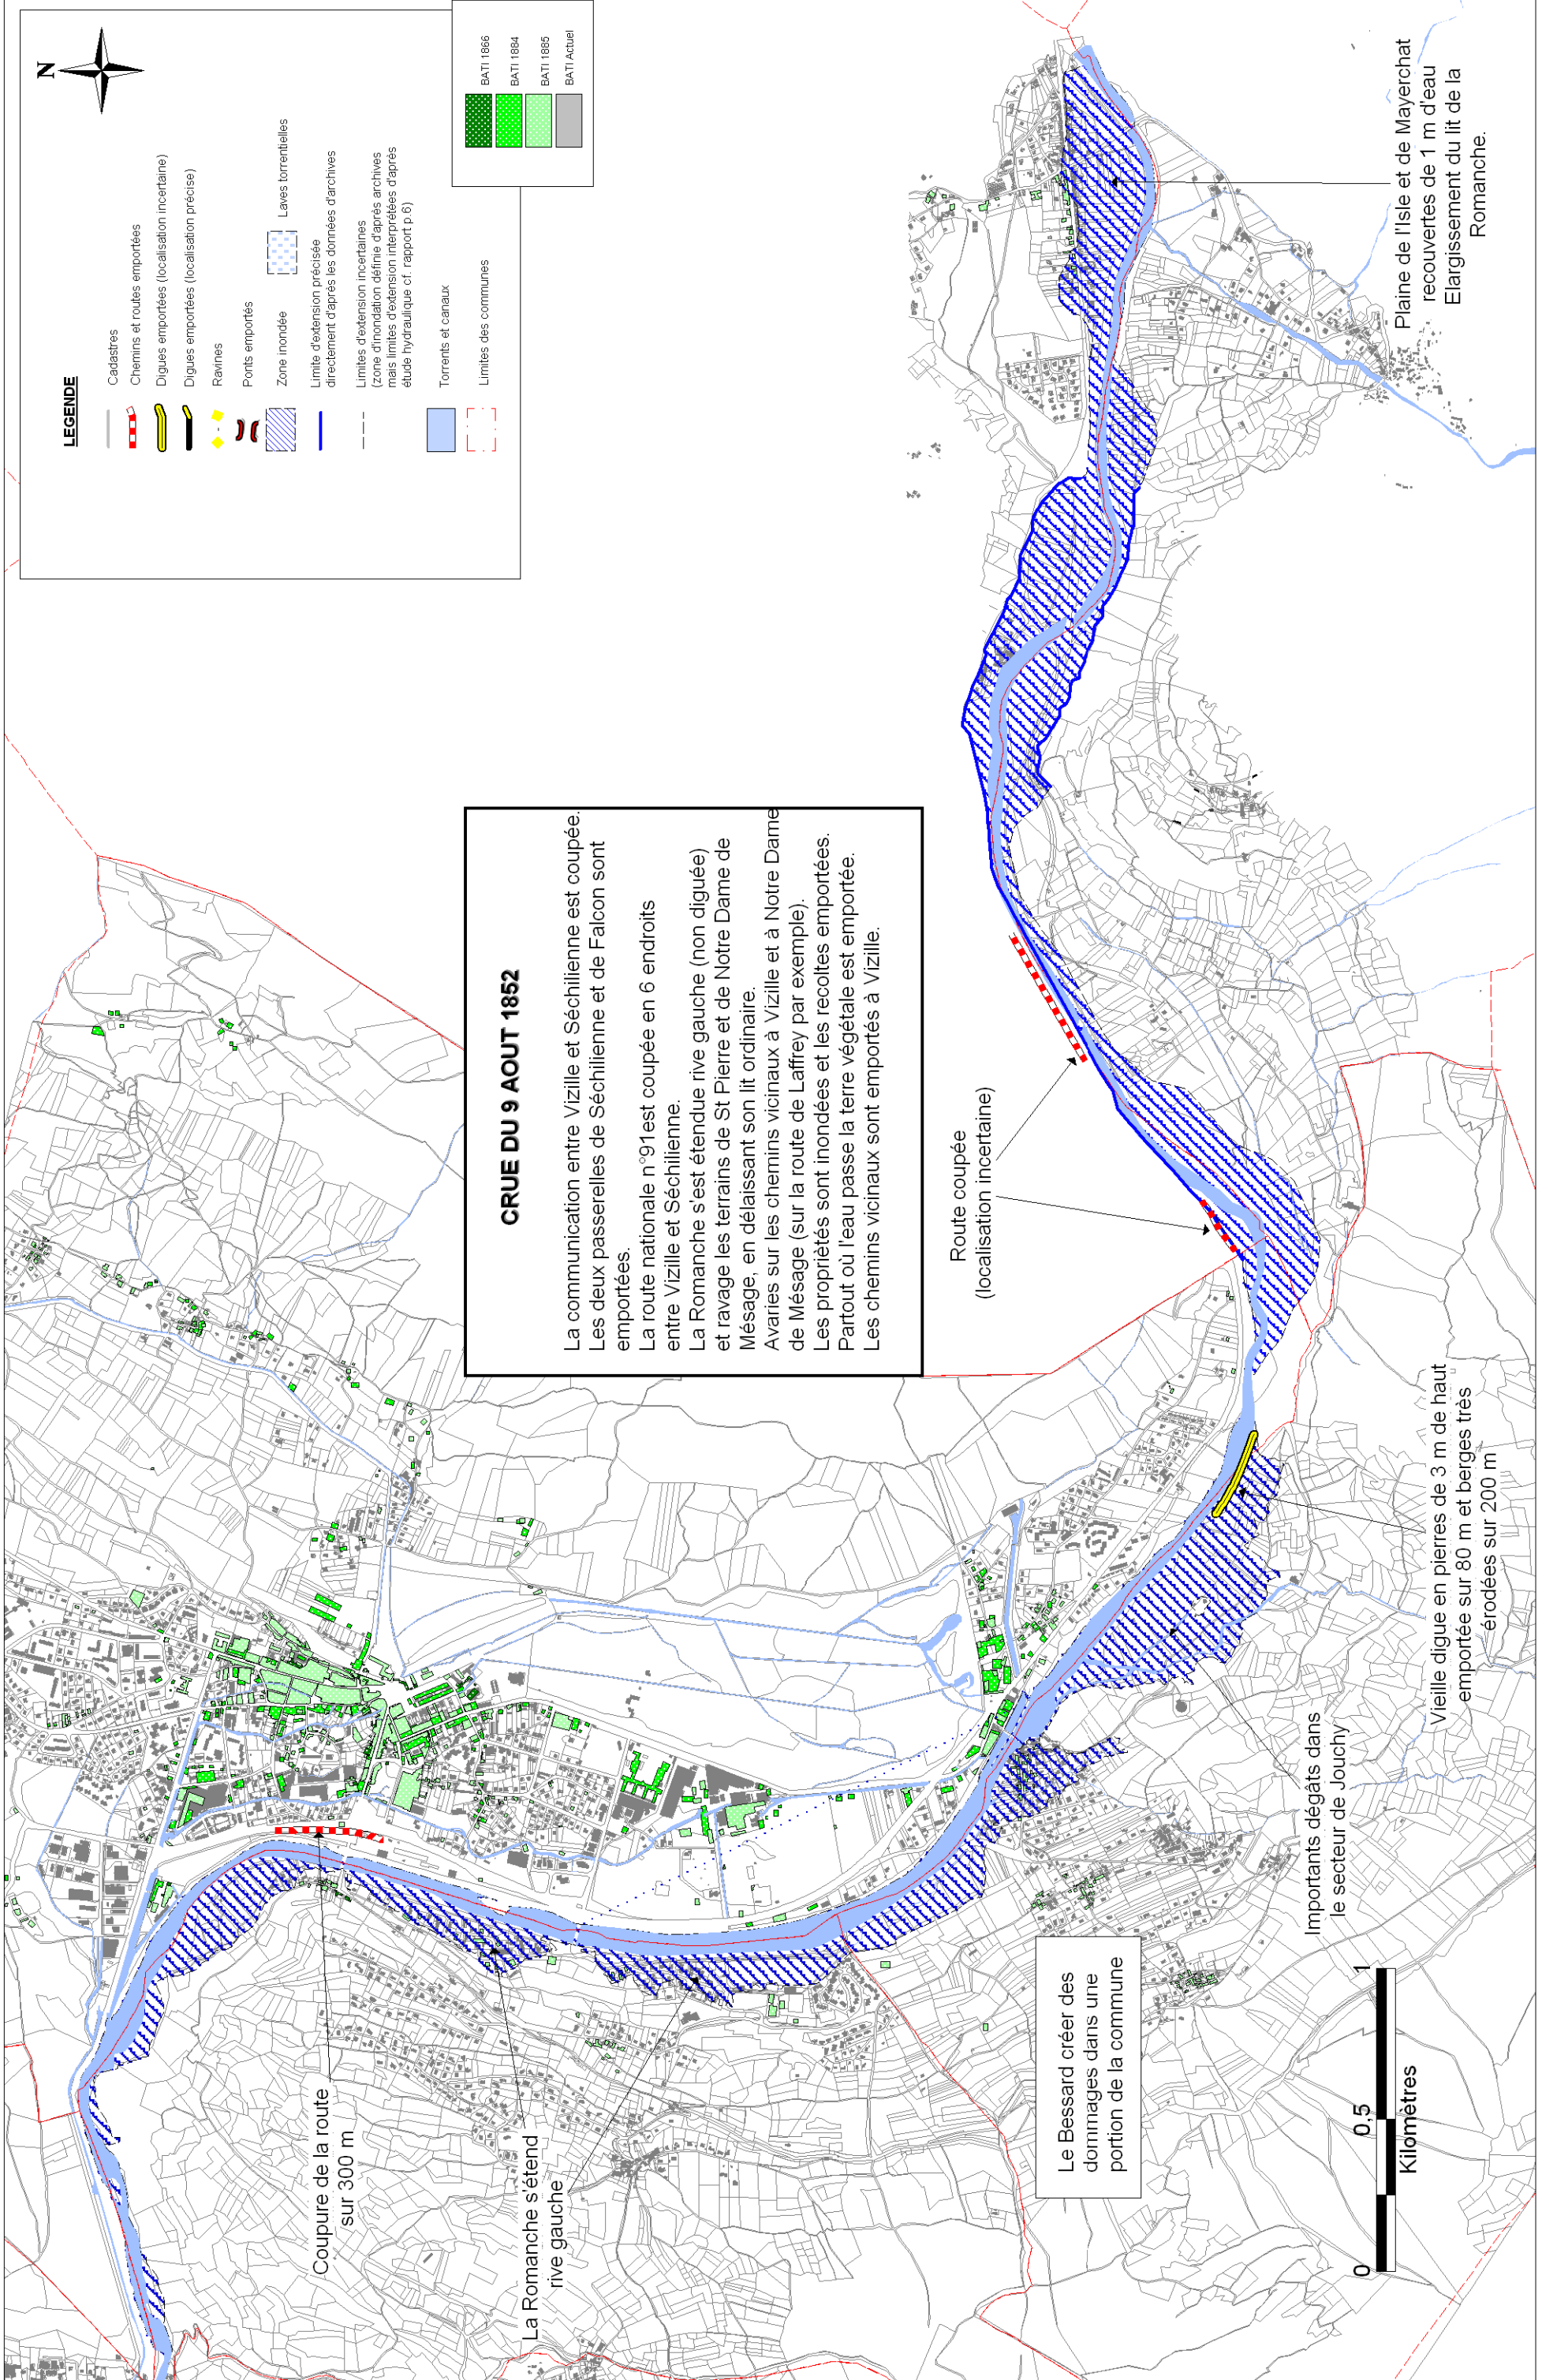 N
LEGENDE
Cadastres
Chemins et routes emportées
Digues emportées (localisation incertaine)
Digues emportées (localisation précise)
Ravines
Ponts emportés
Zone inondée
Laves torrentielles
Limite d'extension précisée
directement d'après les données d'archives
Limites d'extension incertaines
(zone d'inondation définie d'après archives
mais limites d'extension interprétées d'après
étude hydraulique cf. rapport p.6)
Torrents et canaux
Limites des communes
BATI 1866
BATI 1884
BATI 1885
BATI Actuel
CRUE DU 9 AOUT 1852
La communication entre Vizille et Séchilienne est coupée.
Les deux passerelles de Séchilienne et de Falcon sont
emportées.
La route nationale n°91est coupée en 6 endroits
entre Vizille et Séchilienne.
La Romanche s'est étendue rive gauche (non diguée)
et ravage les terrains de St Pierre et de Notre Dame de
Mésage, en délaissant son lit ordinaire.
Avaries sur les chemins vicinaux à Vizille et à Notre Dame
de Mésage (sur la route de Laffrey par exemple).
Les propriètés sont inondées et les recoltes emportées.
Partout où l'eau passe la terre végétale est emportée.
Les chemins vicinaux sont emportés à Vizille.
Coupure de la route
sur 300 m
La Romanche s'étend
rive gauche
Route coupée
(localisation incertaine)
Plaine de l'Isle et de Mayerchat
recouvertes de 1 m d'eau
Elargissement du lit de la
Romanche.
Le Bessard créer des
dommages dans une
portion de la commune
Importants dégâts dans
le secteur de Jouchy
Vieille digue en pierres de 3 m de haut
emportée sur 80 m et berges très
érodées sur 200 m
0
0,5
1
Kilomètres